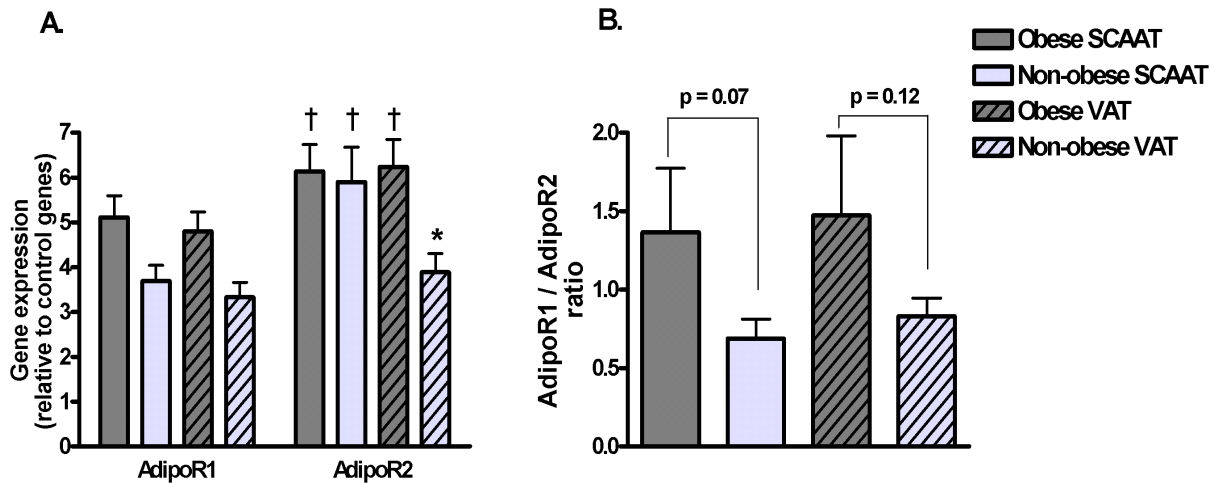 A.
B.
Obese SCAAT
Non-obese SCAAT
Obese VAT
Non-obese VAT
Gene expression
(relative to control genes)
7
6
5
4
3
2
1
0
† † †
*
AdipoR1 AdipoR2
AdipoR1 / AdipoR2
ratio
p = 0.07 p = 0.12
2.0
1.5
1.0
0.5
0.0